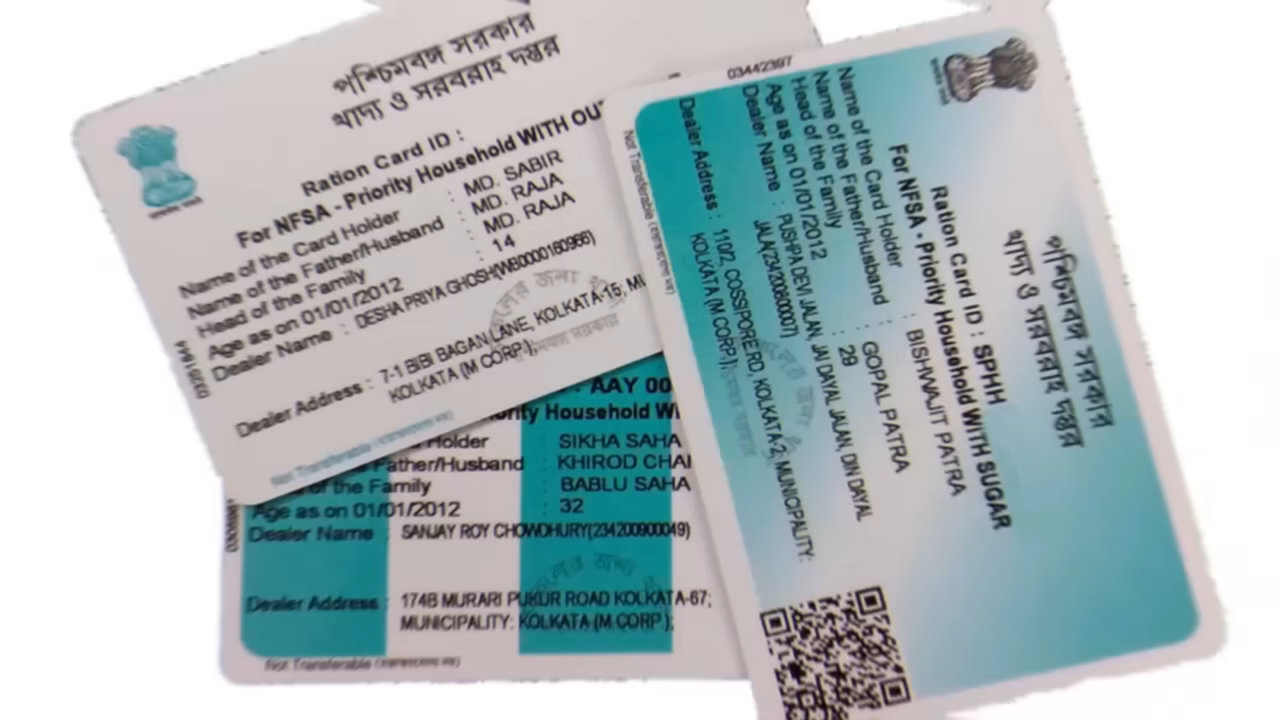 পশ্চিমবঙ্গ সরকার
খাদ্য ও সরবরাহ দপ্তর
Ration Card ID :
For NFSA - Priority Household WITH OU
Name of the Card Holder : MD. SABIR
Name of the Father/Husband : MD. RAJA
Head of the Family : MD. RAJA
Age as on 01/01/2012 : 14
Dealer Name : DESHA PRIYA GHOSH(WB0000160966)
Dealer Address : 7-1 BIBI BAGAN LANE, KOLKATA-15; MU
KOLKATA (M CORP.);
Not Transferable
AAY 00
ority Household WI
Holder SIKHA SAHA
Father/Husband : KHIROD CHAI
of the Family : BABLU SAHA
Age as on 01/01/2012 : 32
Dealer Name : SANJAY ROY CHOWDHURY(234200900049)
Dealer Address : 174B MURARI PUKUR ROAD KOLKATA-67;
MUNICIPALITY: KOLKATA (M CORP.);
Not Transferable
পশ্চিমবঙ্গ সরকার
খাদ্য ও সরবরাহ দপ্তর
Ration Card ID : SPHH
For NFSA - Priority Household WITH SUGAR
Name of the Card Holder : BISHWAJIT PATRA
Name of the Father/Husband : GOPAL PATRA
Head of the Family
Age as on 01/01/2012 : 29
Dealer Name : PUSHPA DEVI JALAN, JAI DAYAL JALAN, DIN DAYAL
JALA(234200600007)
Dealer Address : 110/2, COSSIPORE RD, KOLKATA-2, MUNICIPALITY:
KOLKATA (M CORP.);
Not Transferable
03442397